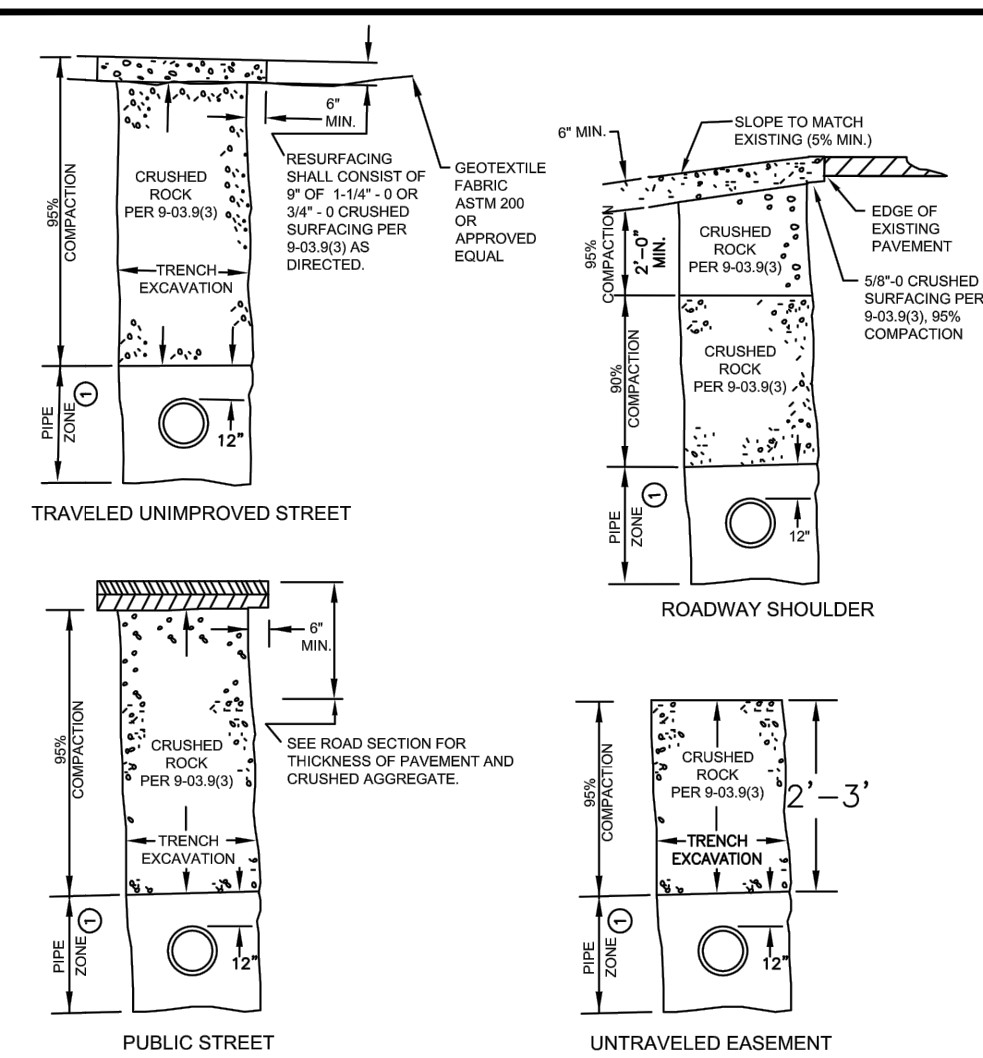 95%
COMPACTION
CRUSHED
ROCK
PER 9-03.9(3)
TRENCH
EXCAVATION
6"
MIN.
RESURFACING
SHALL CONSIST OF
9" OF 1-1/4" - 0 OR
3/4" - 0 CRUSHED
SURFACING PER
9-03.9(3) AS
DIRECTED.
GEOTEXTILE
FABRIC
ASTM 200
OR
APPROVED
EQUAL
PIPE
ZONE
1
12"
TRAVELED UNIMPROVED STREET
6" MIN.
SLOPE TO MATCH
EXISTING (5% MIN.)
95%
COMPACTION
2'-0"
MIN.
CRUSHED
ROCK
PER 9-03.9(3)
EDGE OF
EXISTING
PAVEMENT
5/8"-0 CRUSHED
SURFACING PER
9-03.9(3), 95%
COMPACTION
90%
COMPACTION
CRUSHED
ROCK
PER 9-03.9(3)
PIPE
ZONE
1
12"
ROADWAY SHOULDER
95%
COMPACTION
6"
MIN.
CRUSHED
ROCK
PER 9-03.9(3)
SEE ROAD SECTION FOR
THICKNESS OF PAVEMENT AND
CRUSHED AGGREGATE.
TRENCH
EXCAVATION
PIPE
ZONE
1
12"
PUBLIC STREET
95%
COMPACTION
CRUSHED
ROCK
PER 9-03.9(3)
2'-3'
TRENCH
EXCAVATION
PIPE
ZONE
1
12"
UNTRAVELED EASEMENT